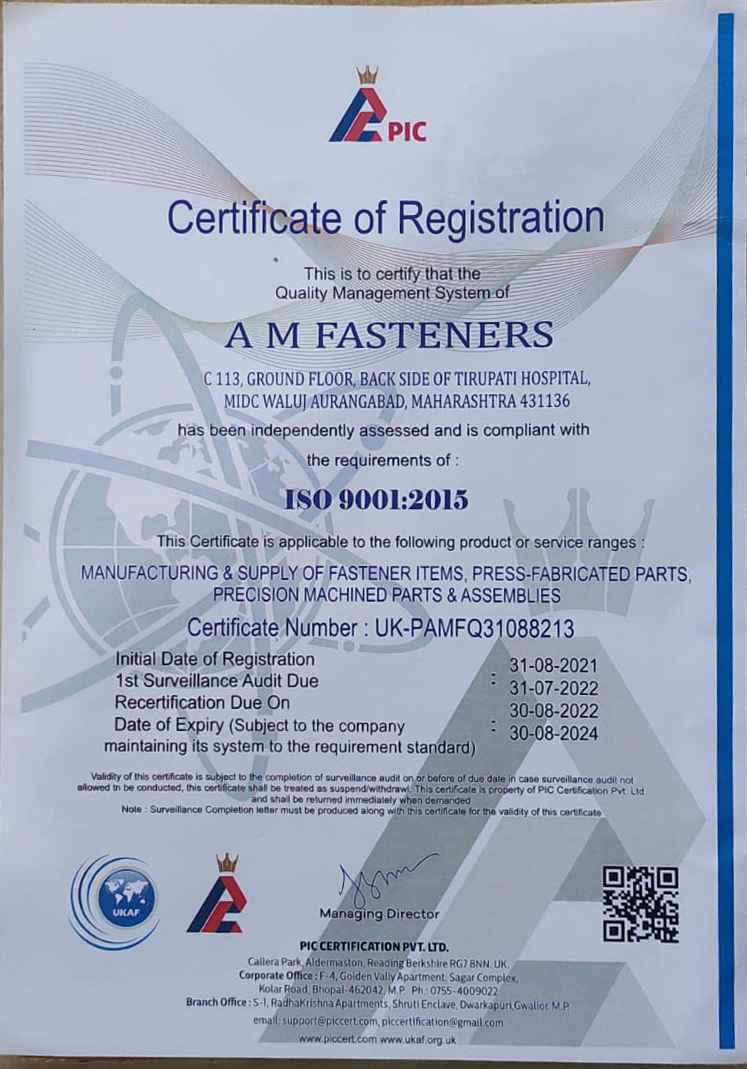 PIC
Certificate of Registration
This is to certify that the
Quality Management System of
A M FASTENERS
C 113, GROUND FLOOR, BACK SIDE OF TIRUPATI HOSPITAL,
MIDC WALUJ AURANGABAD, MAHARASHTRA 431136
has been independently assessed and is compliant with
the requirements of :
ISO 9001:2015
This Certificate is applicable to the following product or service ranges :
MANUFACTURING & SUPPLY OF FASTENER ITEMS, PRESS-FABRICATED PARTS,
PRECISION MACHINED PARTS & ASSEMBLIES
Certificate Number : UK-PAMFQ31088213
Initial Date of Registration : 31-08-2021
1st Surveillance Audit Due 31-07-2022
Recertification Due On 30-08-2022
Date of Expiry (Subject to the company : 30-08-2024
maintaining its system to the requirement standard)
Validity of this certificate is subject to the completion of surveillance audit on or before of due date in case surveillance audit not
allowed to be conducted, this certificate shall be treated as suspend/withdrawl. This certificate is property of PIC Certification Pvt. Ltd.
and shall be returned immediately when demanded
Note : Surveillance Completion letter must be produced along with this certificate for the validity of this certificate
UKAF
Managing Director
PIC CERTIFICATION PVT. LTD.
Callera Park, Aldermaston, Reading Berkshire RG7 8NN. UK.
Corporate Office : F-4, Golden Vally Apartment, Sagar Complex,
Kolar Road, Bhopal-462042, M.P. Ph.: 0755-4009022
Branch Office : S-1, RadhaKrishna Apartments, Shruti Enclave, Dwarkapuri, Gwalior. M.P.
email: support@piccert.com, piccertification@gmail.com
www.piccert.com www.ukaf.org.uk